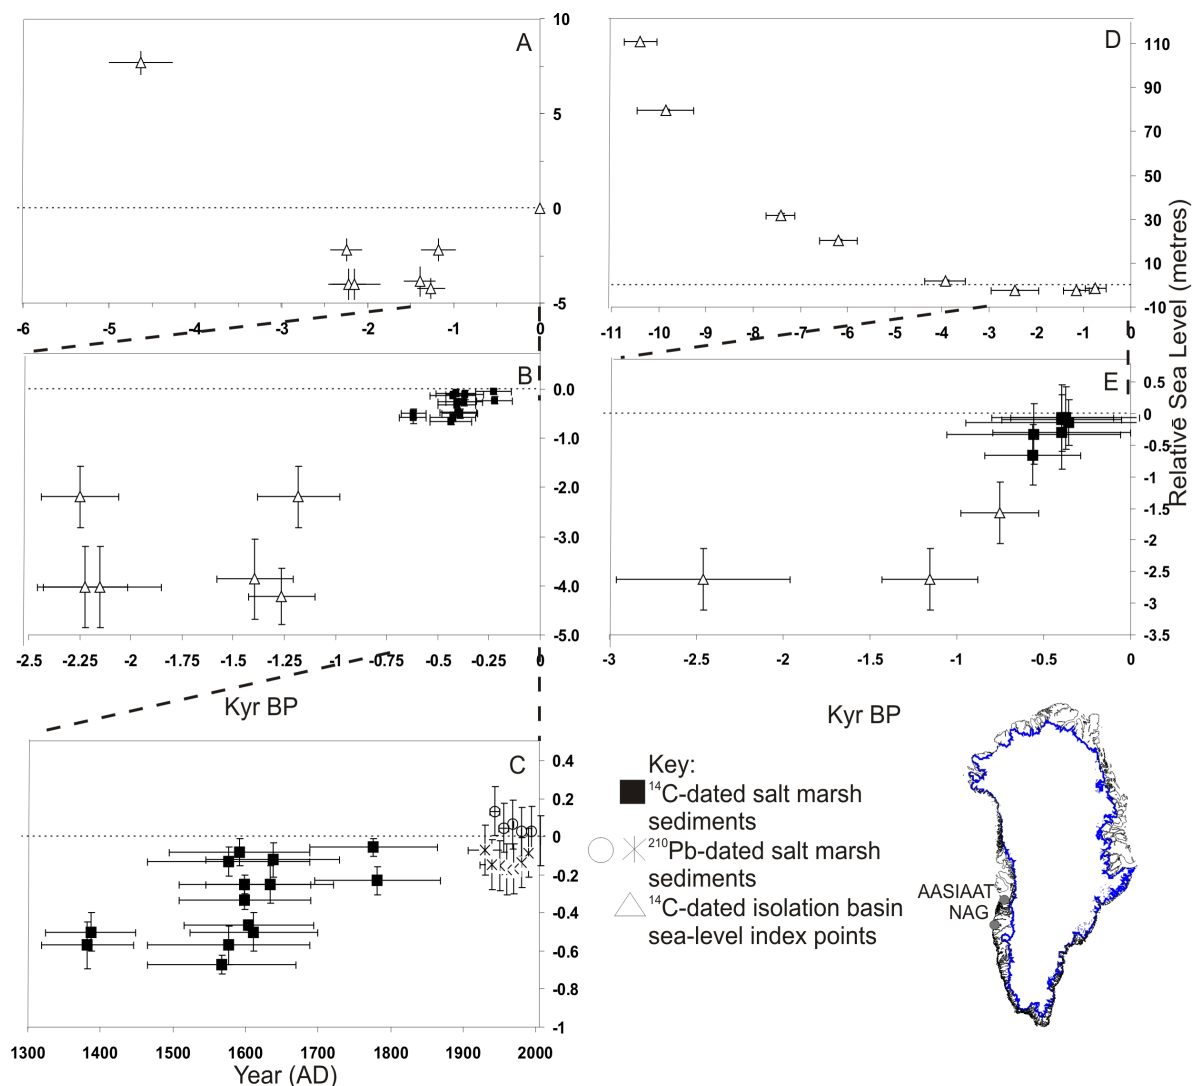 A
10
5
0
-5
-6 -5 -4 -3 -2 -1 0
D
110
90
70
50
30
10
-10
-11 -10 -9 -8 -7 -6 -5 -4 -3 -2 -1 0
Relative Sea Level (metres)
B
0.0
-1.0
-2.0
-3.0
-4.0
-5.0
-2.5 -2.25 -2 -1.75 -1.5 -1.25 -1 -0.75 -0.5 -0.25 0
Kyr BP
E
0.5
0
-0.5
-1
-1.5
-2
-2.5
-3
-3.5
-3 -2.5 -2 -1.5 -1 -0.5 0
Kyr BP
C
0.4
0.2
0
-0.2
-0.4
-0.6
-0.8
-1
1300 1400 1500 1600 1700 1800 1900 2000
Year (AD)
Key:
¹⁴C-dated salt marsh
sediments
²¹⁰Pb-dated salt marsh
sediments
¹⁴C-dated isolation basin
sea-level index points
AASIAAT
NAG